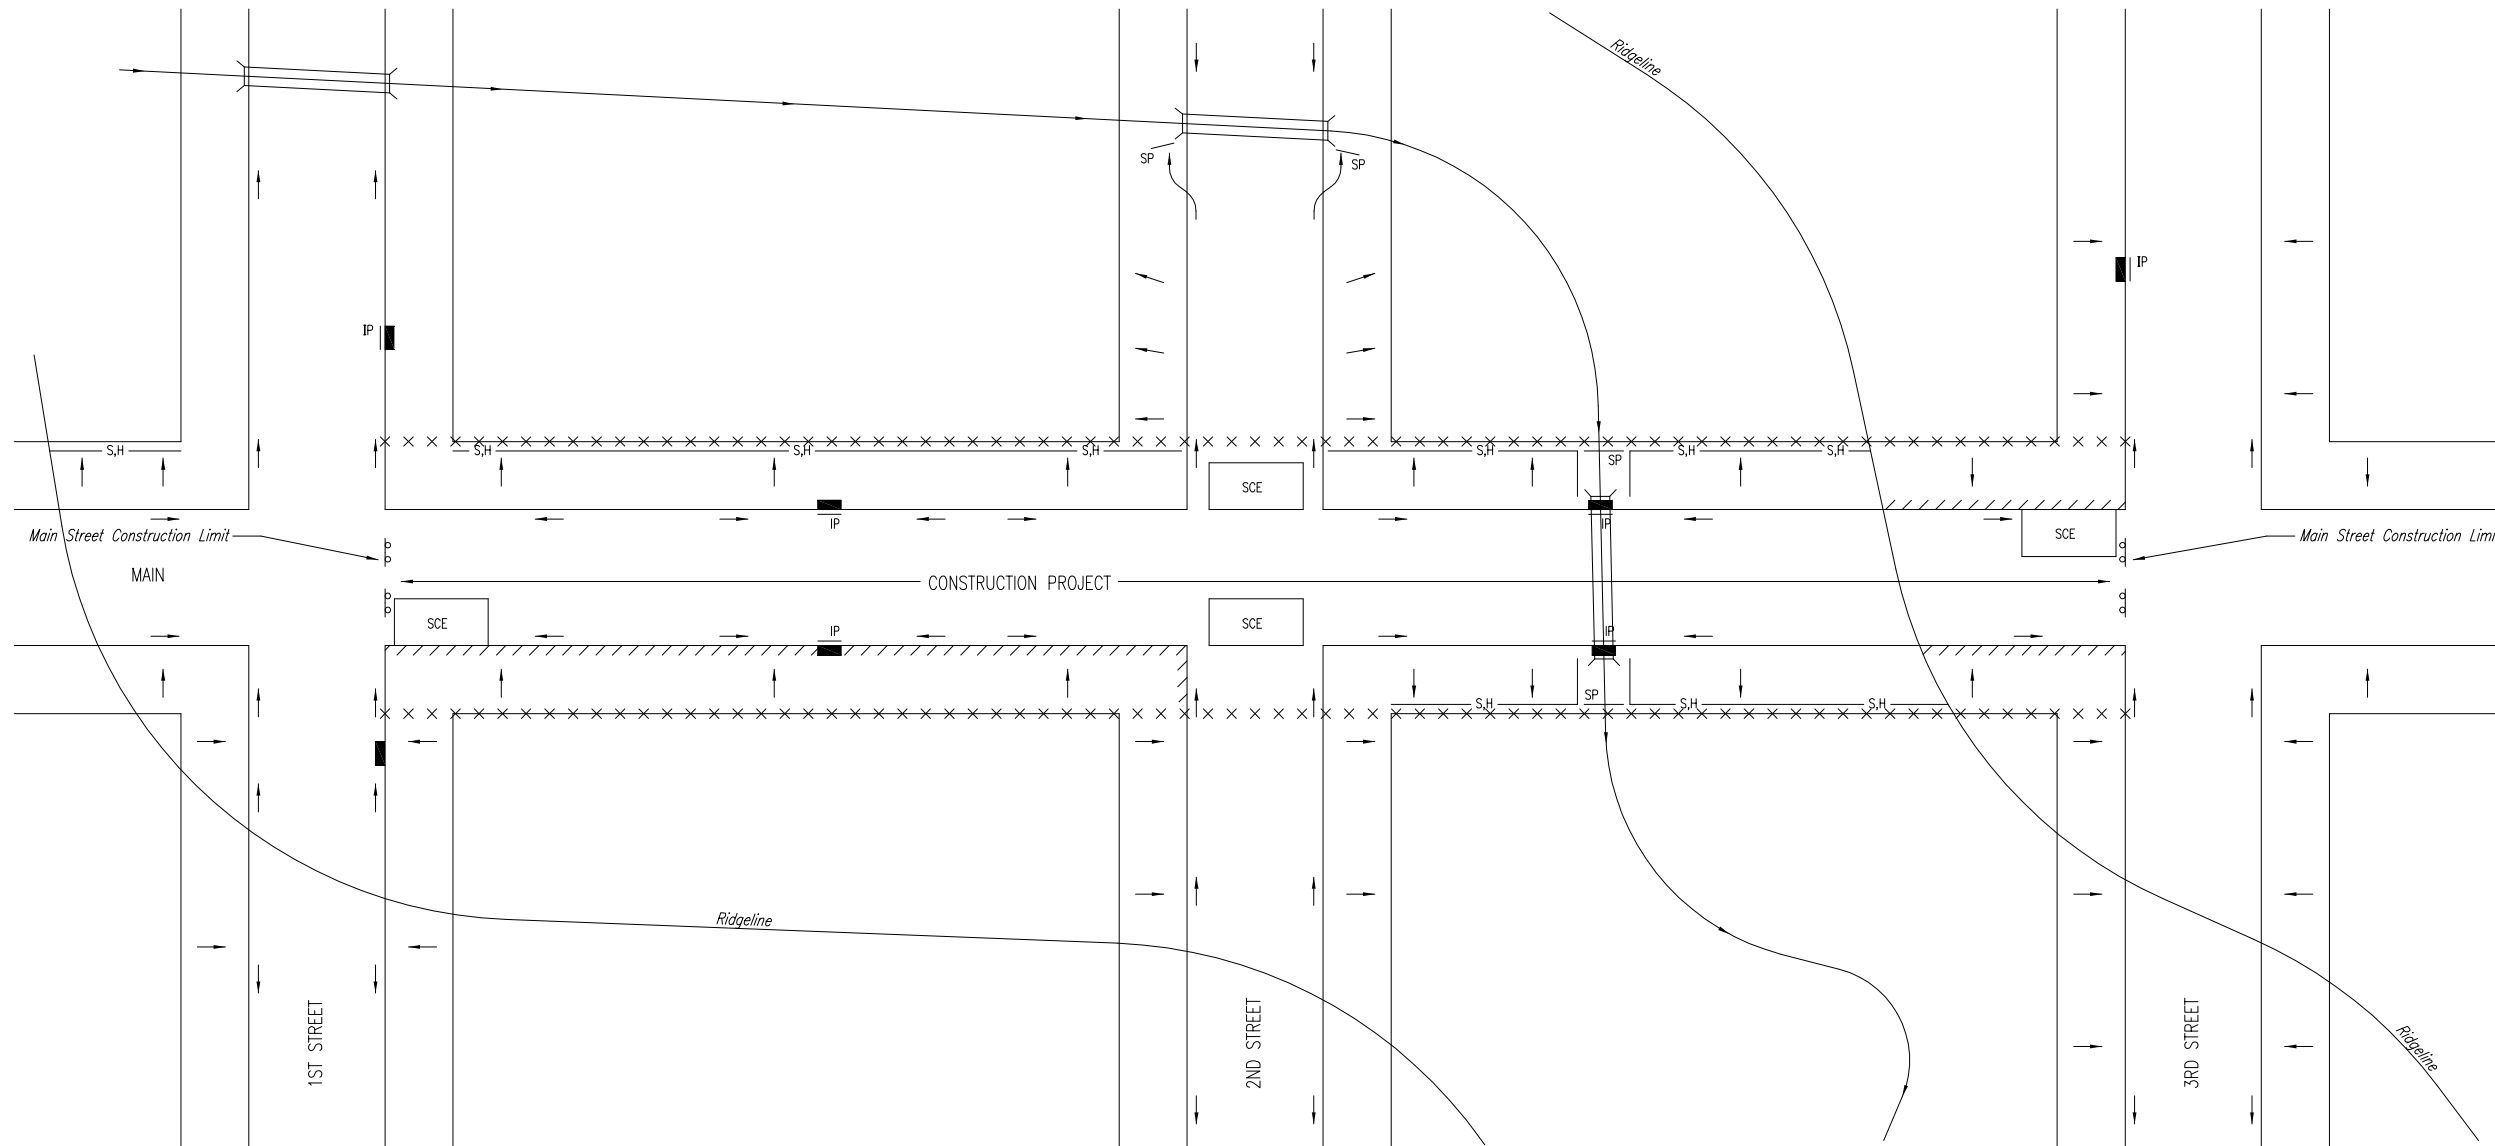 Ridgeline
SP
SP
IP
IP
S,H
S,H
S,H
S,H
S,H
SP
S,H
S,H
SCE
IP
IP
Main Street Construction Limit
SCE
Main Street Construction Limi
MAIN
CONSTRUCTION PROJECT
SCE
SCE
IP
IP
SP
S,H
S,H
S,H
Ridgeline
1ST STREET
2ND STREET
3RD STREET
Ridgeline